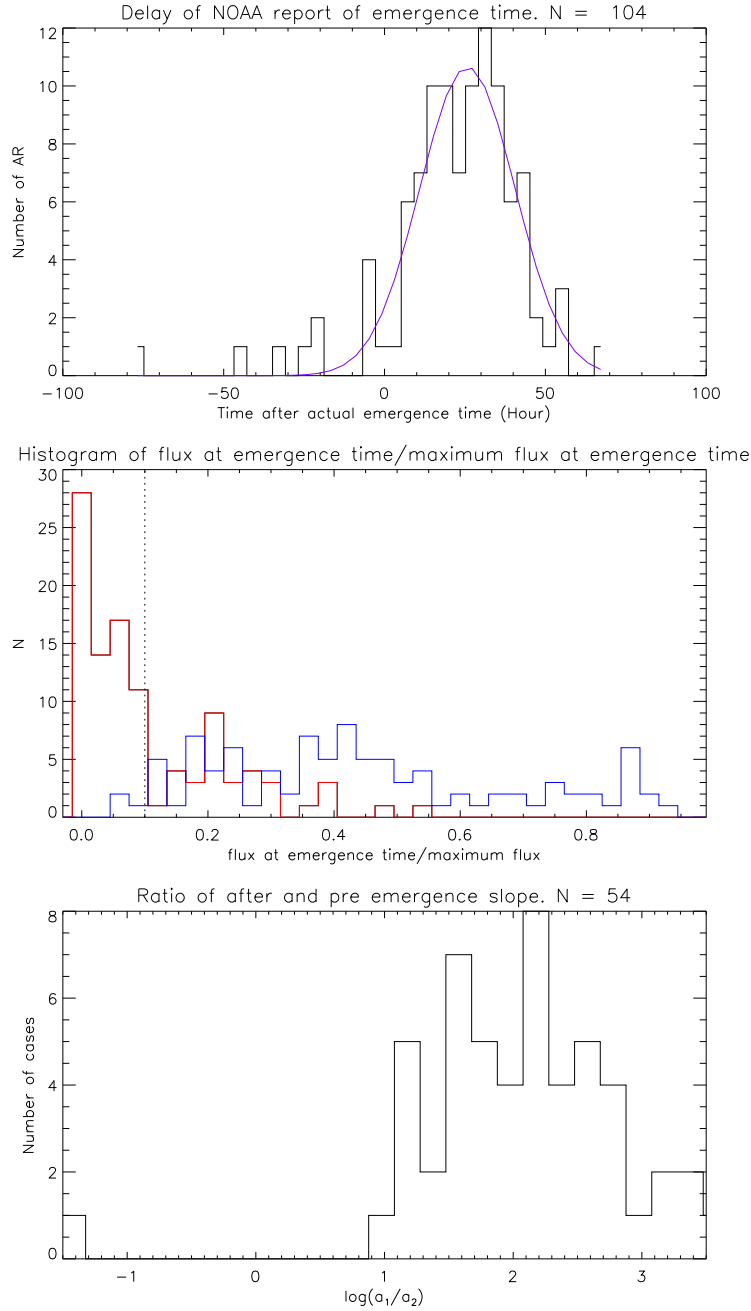 Delay of NOAA report of emergence time. N = 104
12
10
8
6
4
2
0
Number of AR
-100 -50 0 50 100
Time after actual emergence time (Hour)
Histogram of flux at emergence time/maximum flux at emergence time
30
25
20
15
10
5
0
N
0.0 0.2 0.4 0.6 0.8
flux at emergence time/maximum flux
Ratio of after and pre emergence slope. N = 54
8
6
4
2
0
Number of cases
-1 0 1 2 3
log(a₁/a₂)